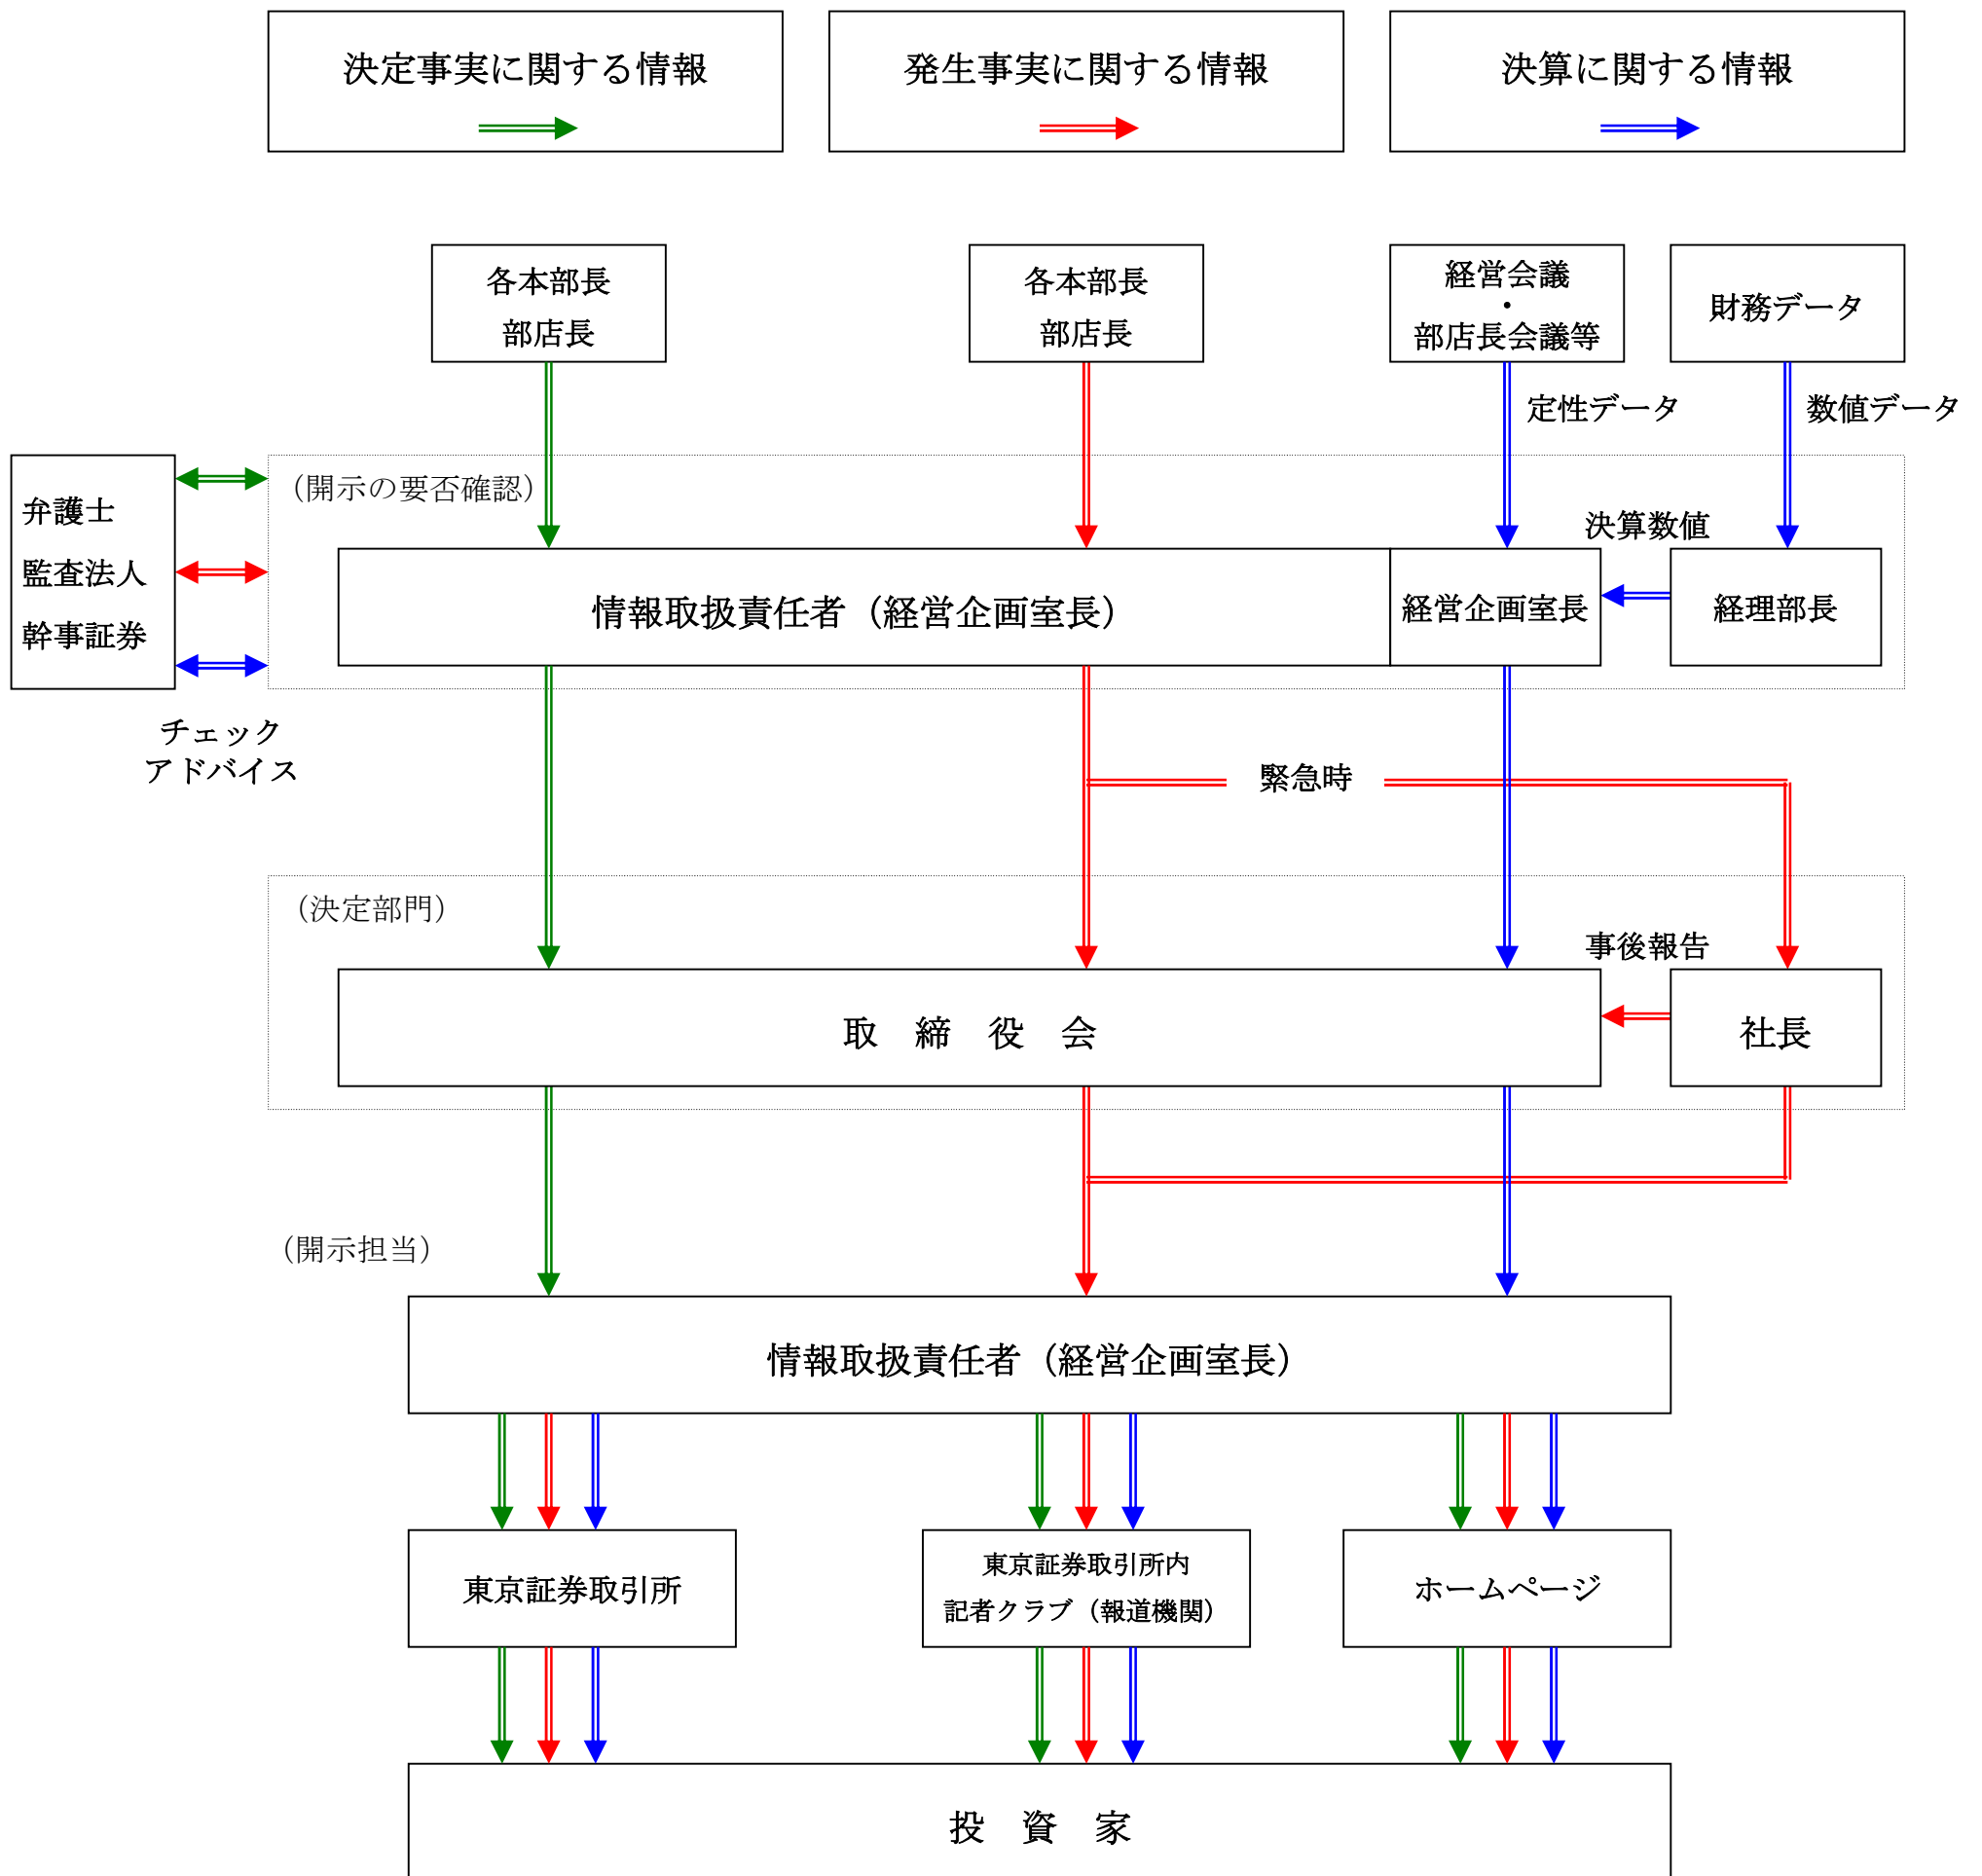 決定事実に関する情報
発生事実に関する情報
決算に関する情報
各本部長
部店長
各本部長
部店長
経営会議
・
部店長会議等
財務データ
定性データ
数値データ
弁護士
監査法人
幹事証券
（開示の要否確認）
決算数値
情報取扱責任者（経営企画室長）
経営企画室長
経理部長
チェック
アドバイス
緊急時
（決定部門）
事後報告
取　締　役　会
社長
（開示担当）
情報取扱責任者（経営企画室長）
東京証券取引所
東京証券取引所内
記者クラブ（報道機関）
ホームページ
投　資　家